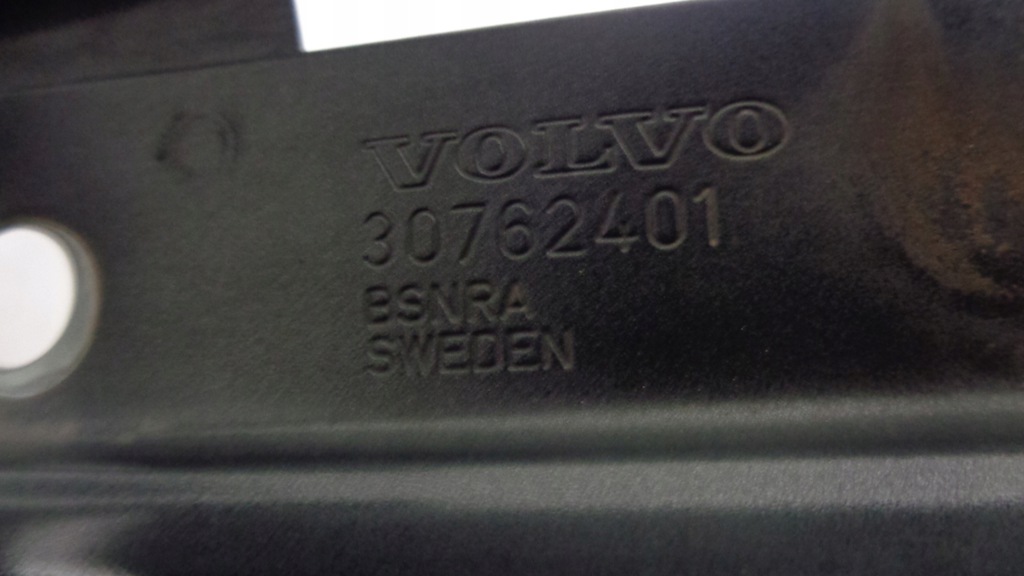 VOLVO
30762401
BSNRA
SWEDEN